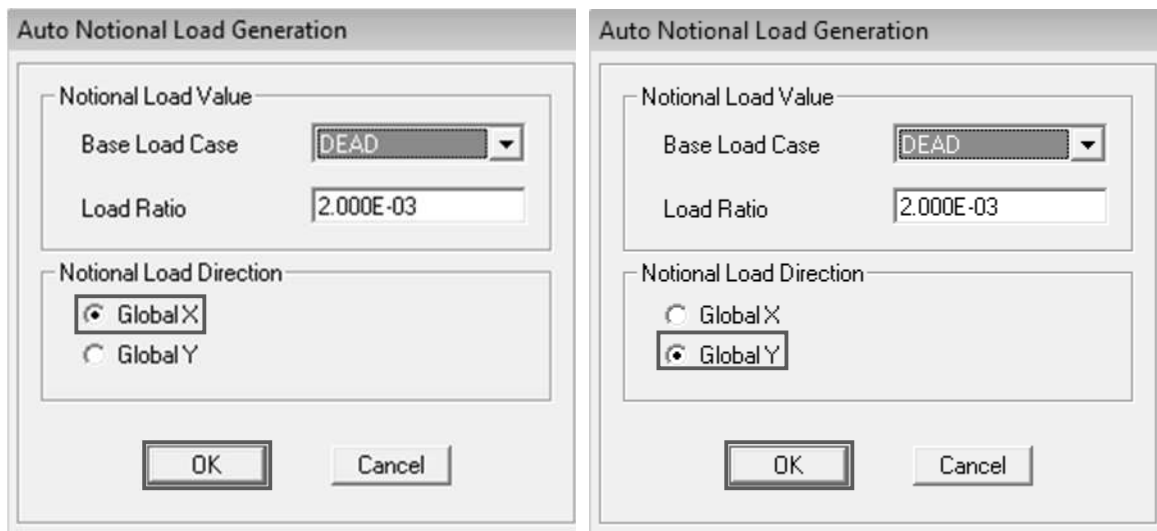 Auto Notional Load Generation
Notional Load Value
Base Load Case DEAD
Load Ratio 2.000E-03
Notional Load Direction
Global X
Global Y
OK Cancel
Auto Notional Load Generation
Notional Load Value
Base Load Case DEAD
Load Ratio 2.000E-03
Notional Load Direction
Global X
Global Y
OK Cancel